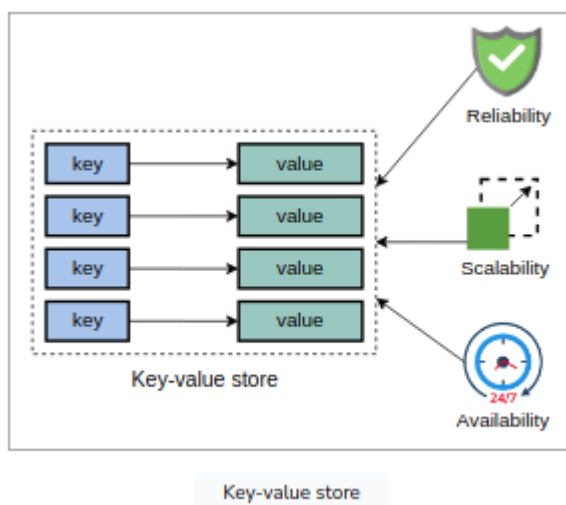 Reliability
key value
key value
Scalability
key value
key value
Key-value store
24/7
Availability
Key-value store